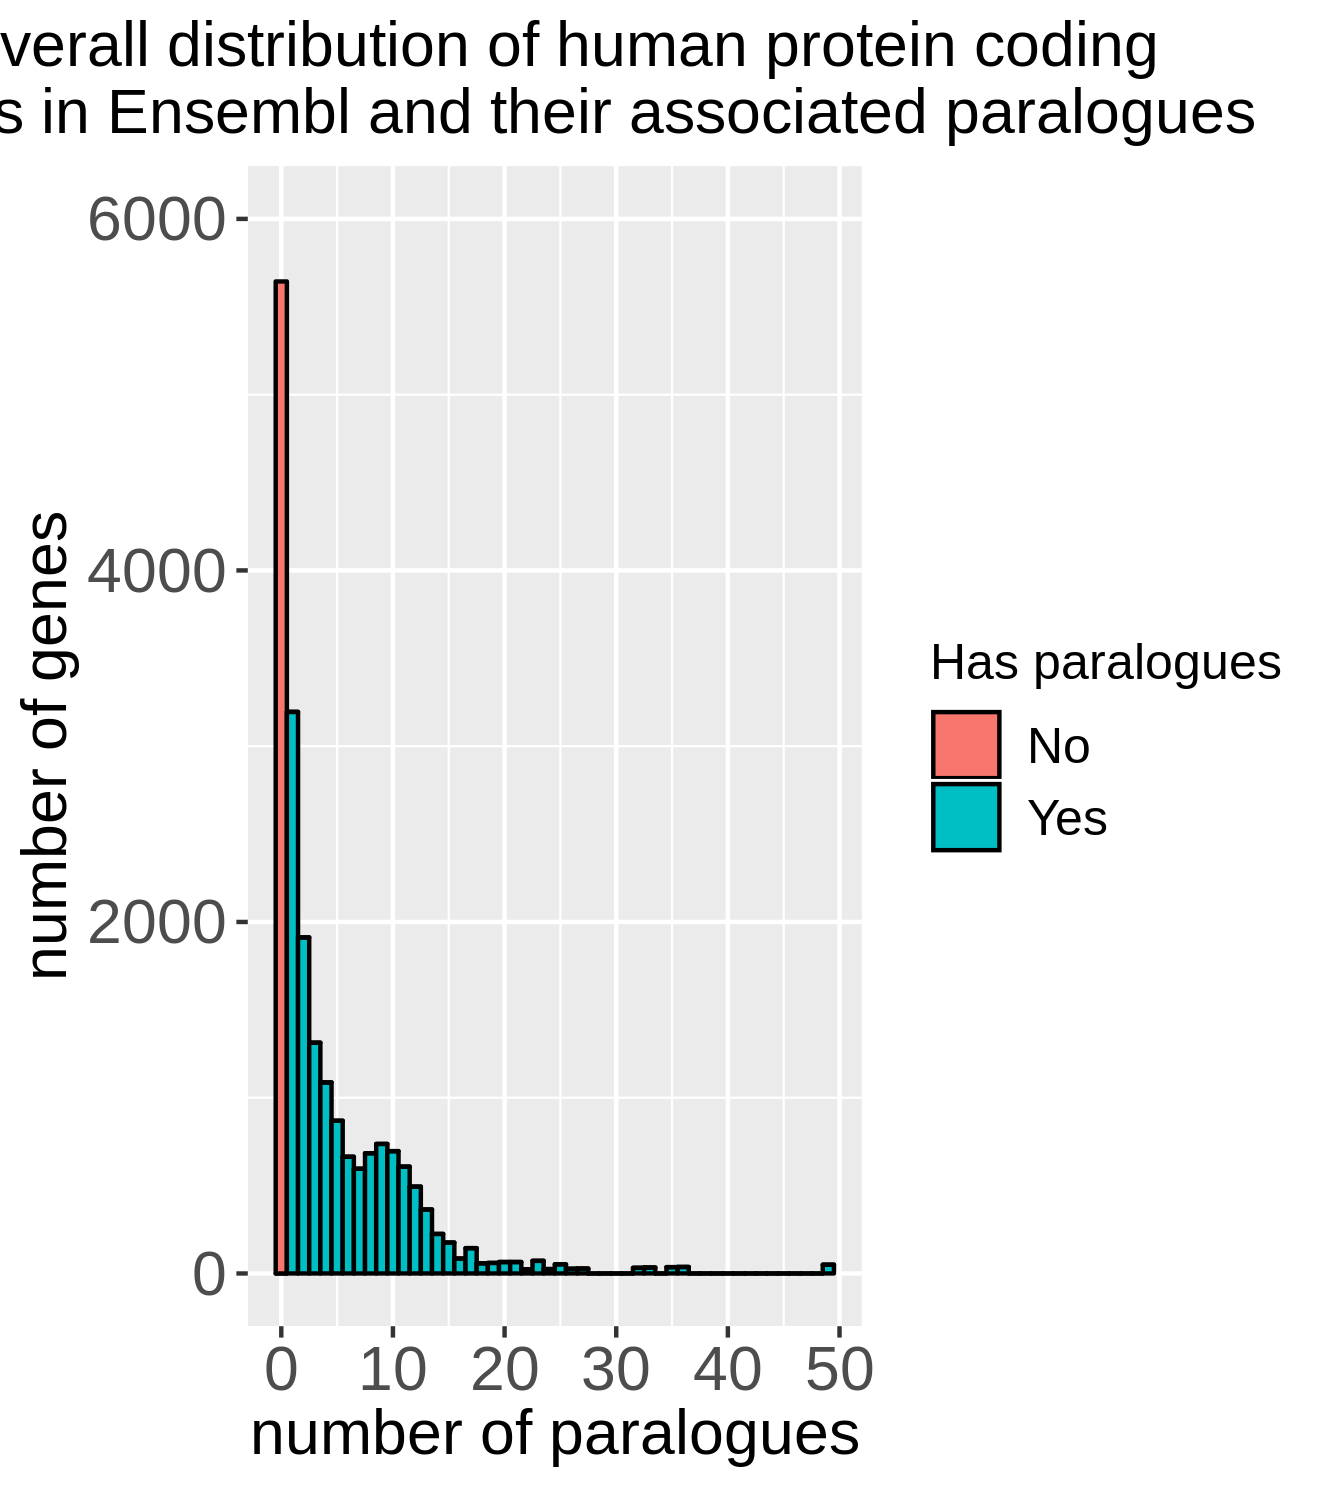 verall distribution of human protein coding
s in Ensembl and their associated paralogues
6000
4000
2000
0
number of genes
0 10 20 30 40 50
number of paralogues
Has paralogues
No
Yes